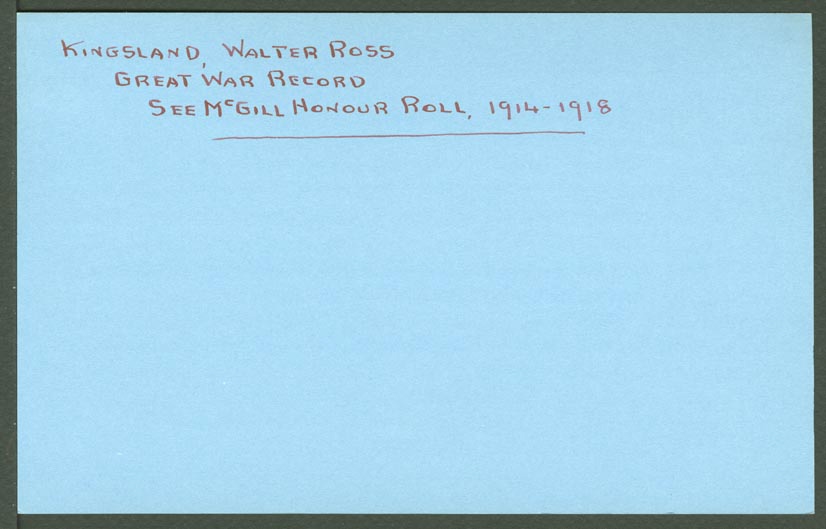 KINGSLAND, WALTER ROSS
GREAT WAR RECORD
SEE McGILL HONOUR ROLL, 1914-1918